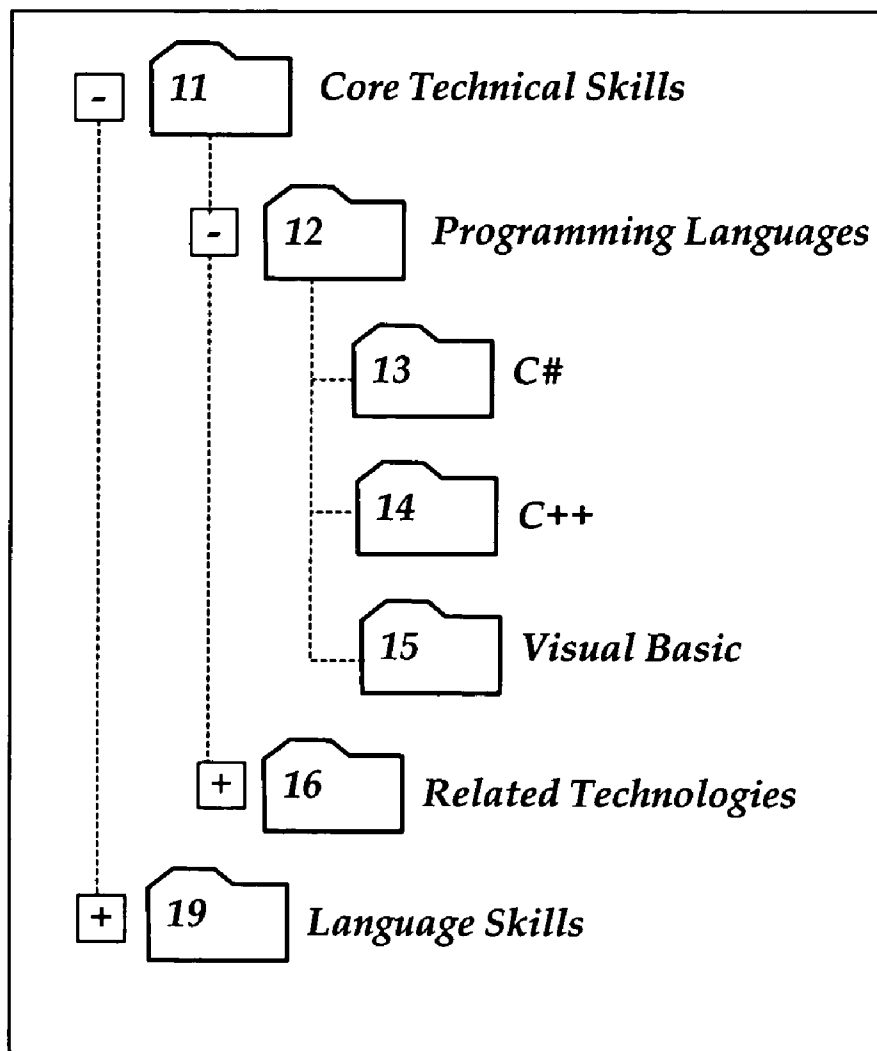 - 11 Core Technical Skills
- 12 Programming Languages
13 C#
14 C++
15 Visual Basic
+ 16 Related Technologies
+ 19 Language Skills